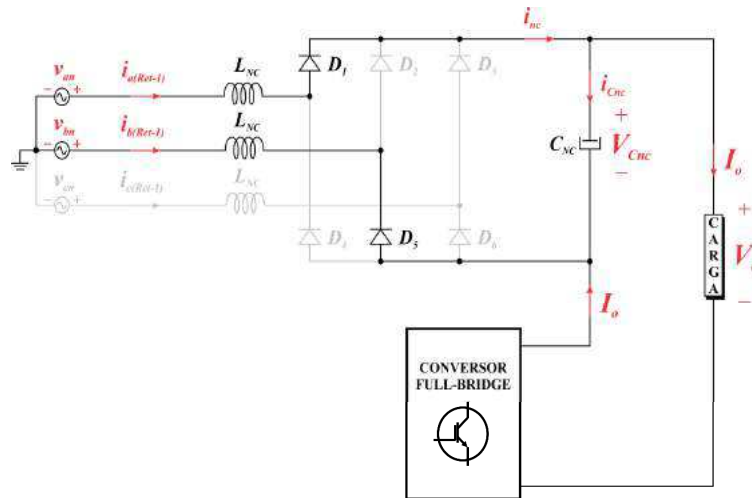 i_nc
L_NC
D_1
D_2
D_3
v_an
i_a(Ret-1)
- +
i_Cnc
L_NC
v_bn
i_b(Ret-1)
- +
C_NC
+
V_Cnc
-
I_o
L_NC
v_cn
i_c(Ret-1)
- +
+
CARGA
V
-
D_4
D_5
D_6
I_o
CONVERSOR
FULL-BRIDGE